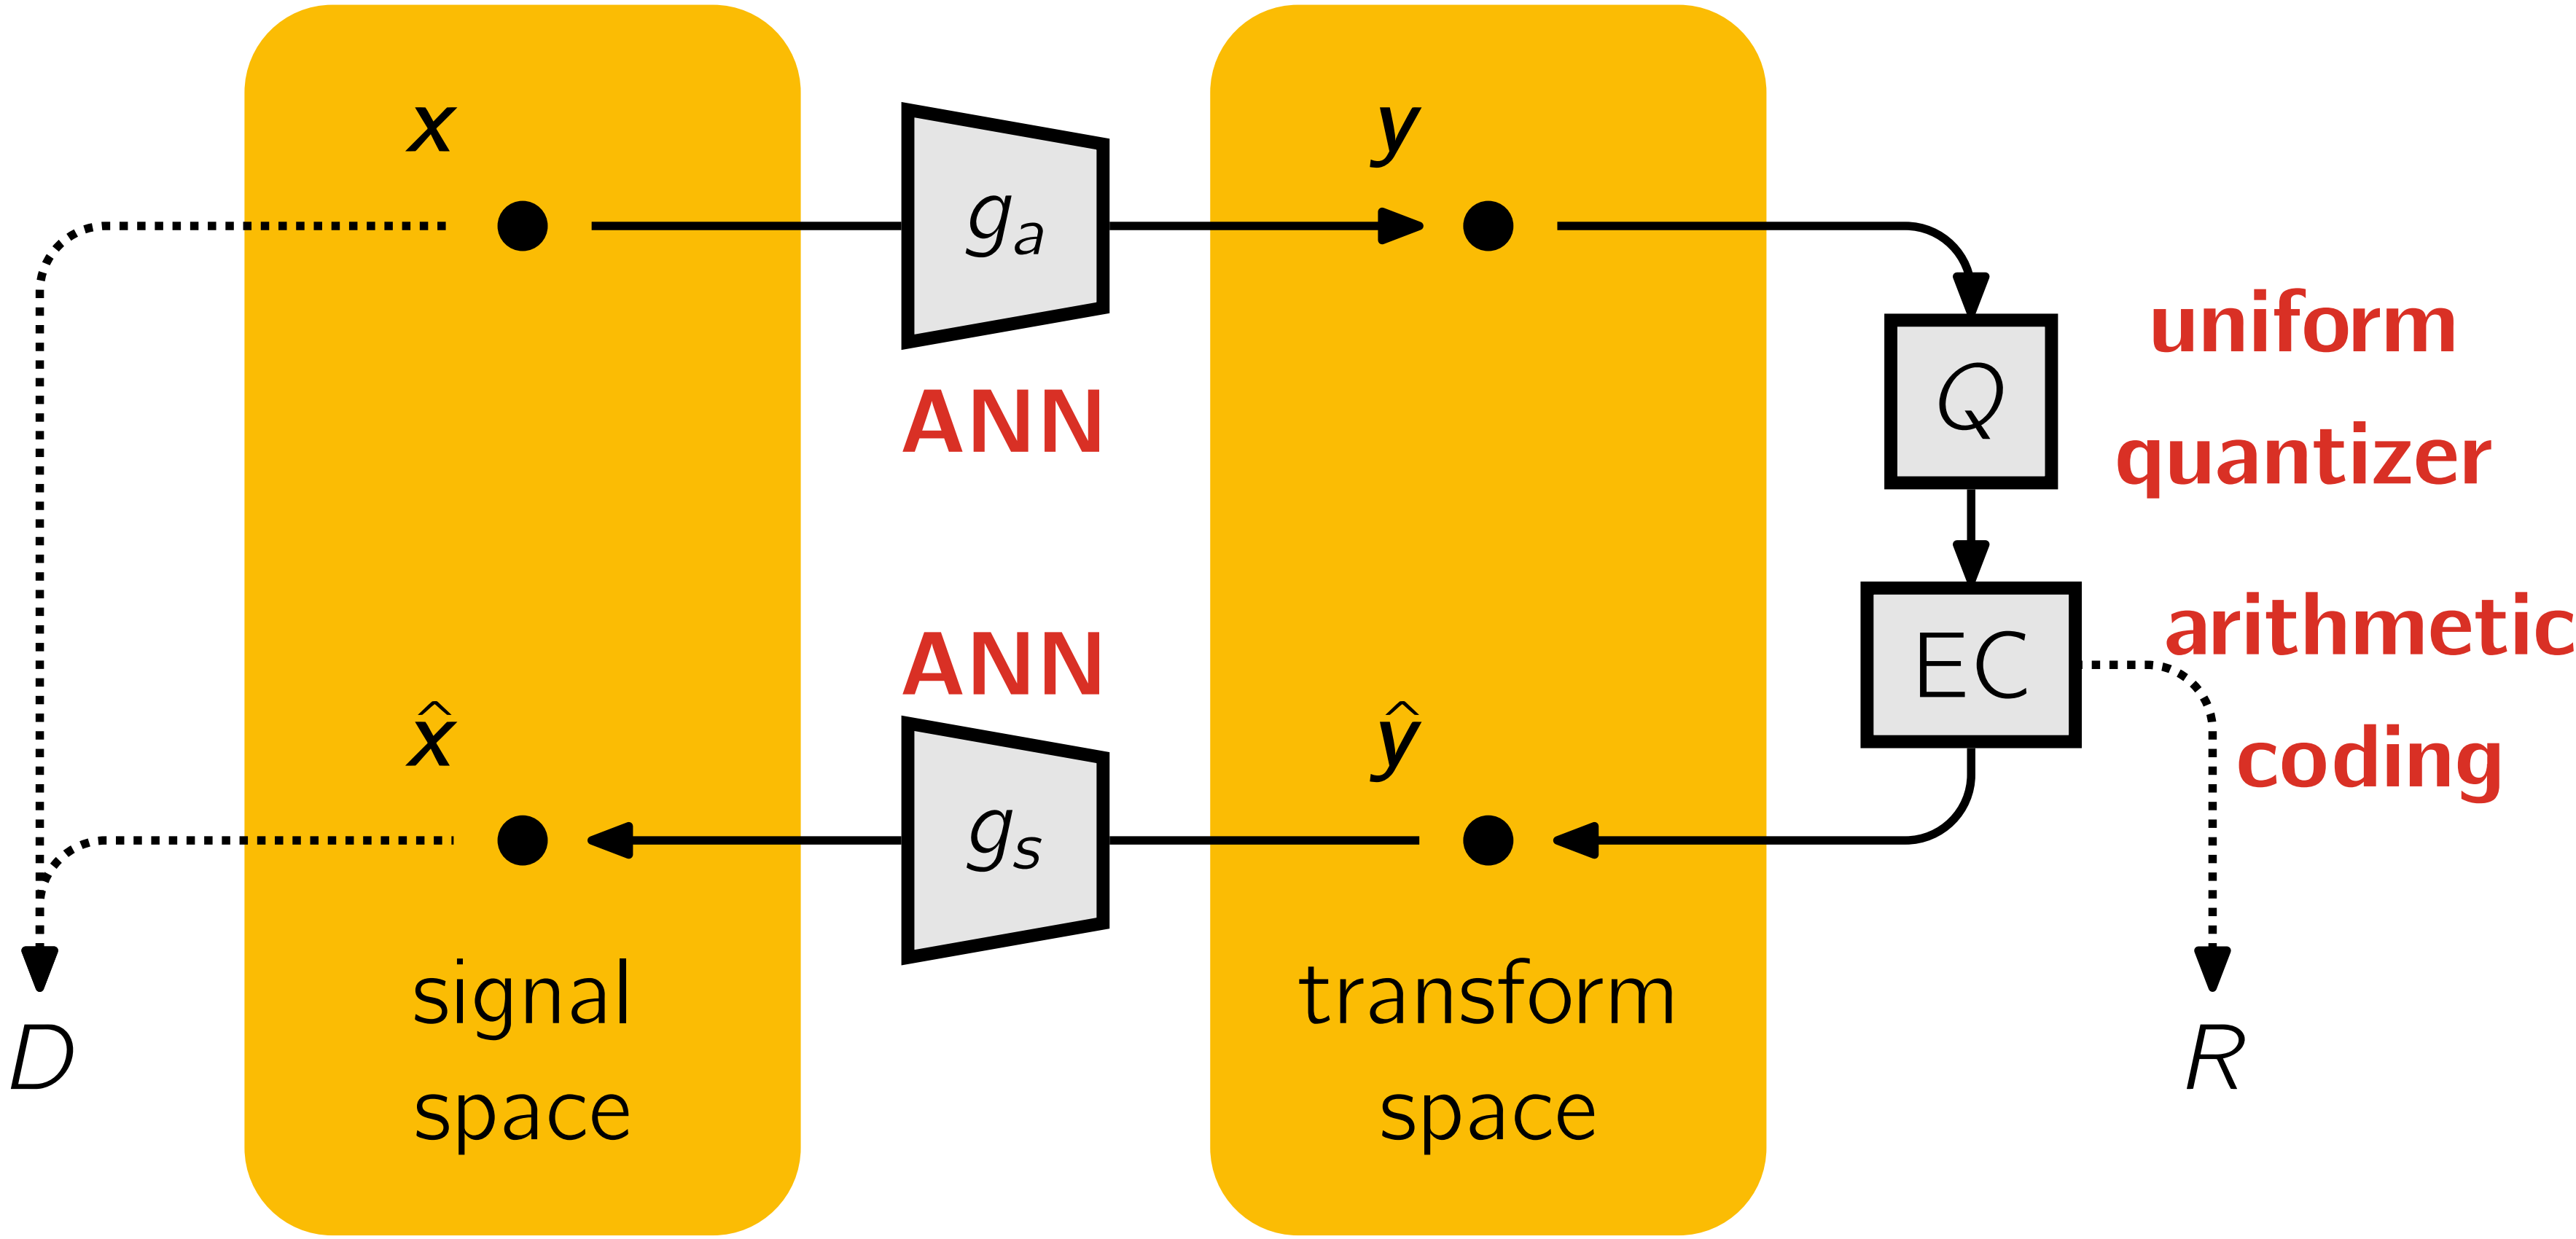 x
y
g_a
ANN
Q
uniform
quantizer
ANN
EC
arithmetic
coding
x̂
ŷ
g_s
signal
space
transform
space
D
R